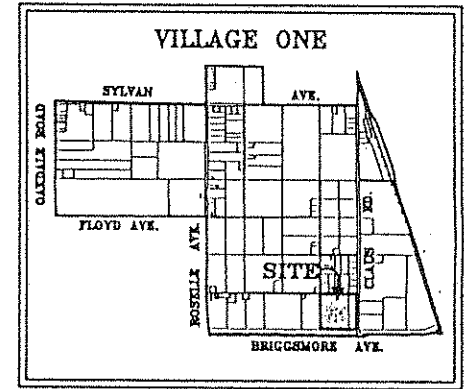 VILLAGE ONE
SYLVAN AVE.
OAKDALE ROAD
FLOYD AVE.
ROSELLE AVE.
SITE
CLAUS RD.
BRIGGSMORE AVE.